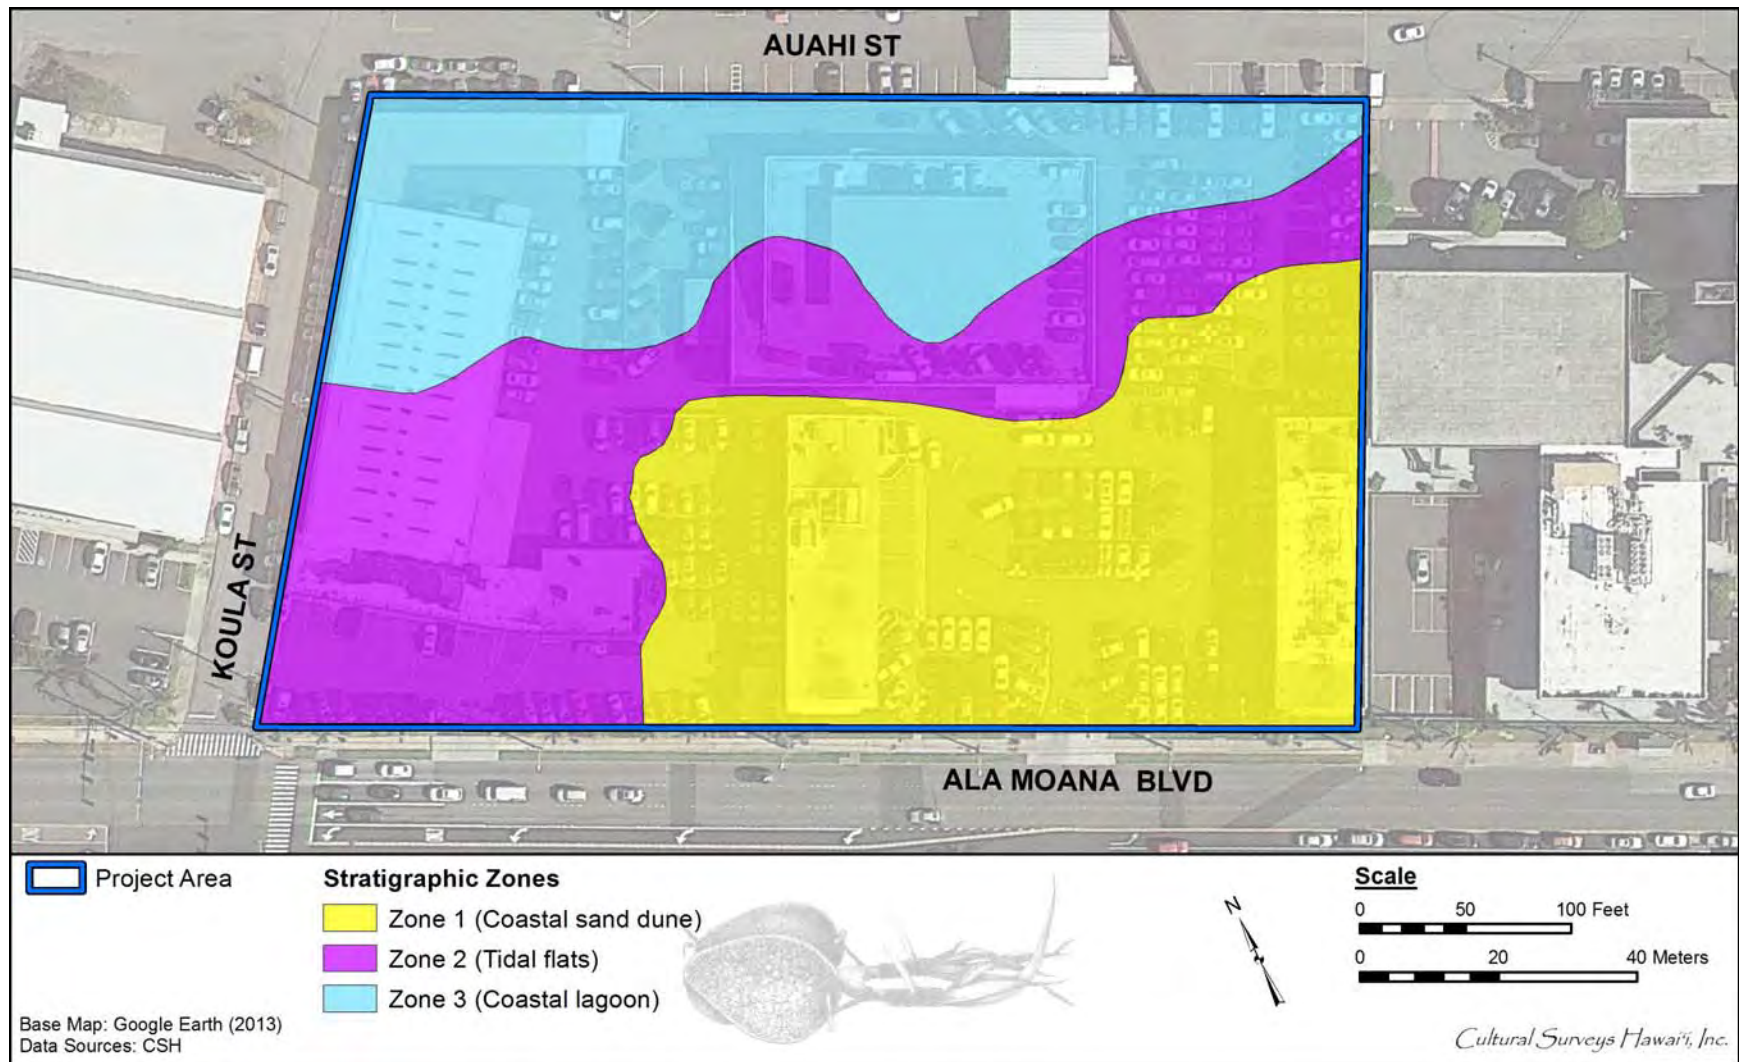 AUAHI ST
KOULA ST
ALA MOANA BLVD
Project Area
Stratigraphic Zones
Zone 1 (Coastal sand dune)
Zone 2 (Tidal flats)
Zone 3 (Coastal lagoon)
Base Map: Google Earth (2013)
Data Sources: CSH
N
Scale
0 50 100 Feet
0 20 40 Meters
Cultural Surveys Hawai'i, Inc.